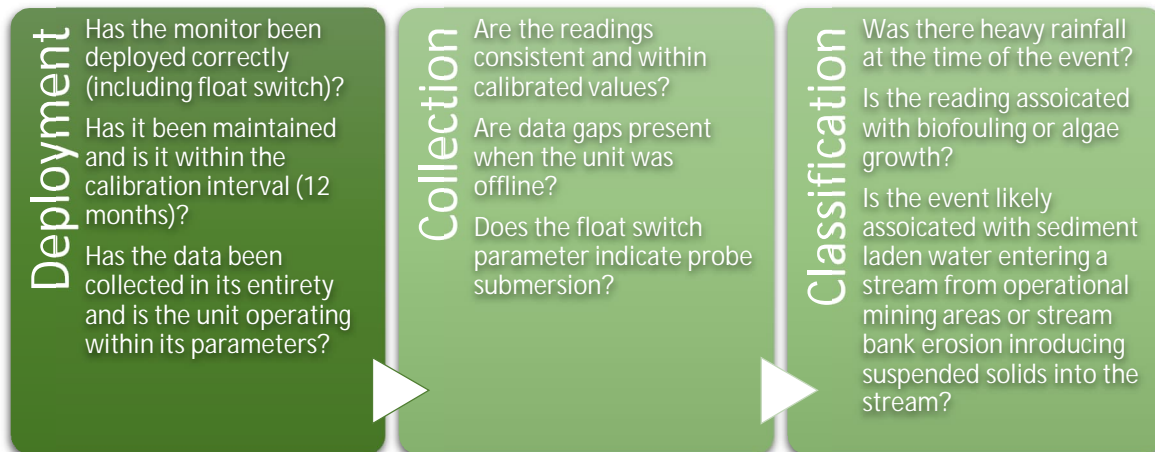 Deployment
Has the monitor been
deployed correctly
(including float switch)?
Has it been maintained
and is it within the
calibration interval (12
months)?
Has the data been
collected in its entirety
and is the unit operating
within its parameters?
Collection
Are the readings
consistent and within
calibrated values?
Are data gaps present
when the unit was
offline?
Does the float switch
parameter indicate probe
submersion?
Classification
Was there heavy rainfall
at the time of the event?
Is the reading assoicated
with biofouling or algae
growth?
Is the event likely
assoicated with sediment
laden water entering a
stream from operational
mining areas or stream
bank erosion inroducing
suspended solids into the
stream?